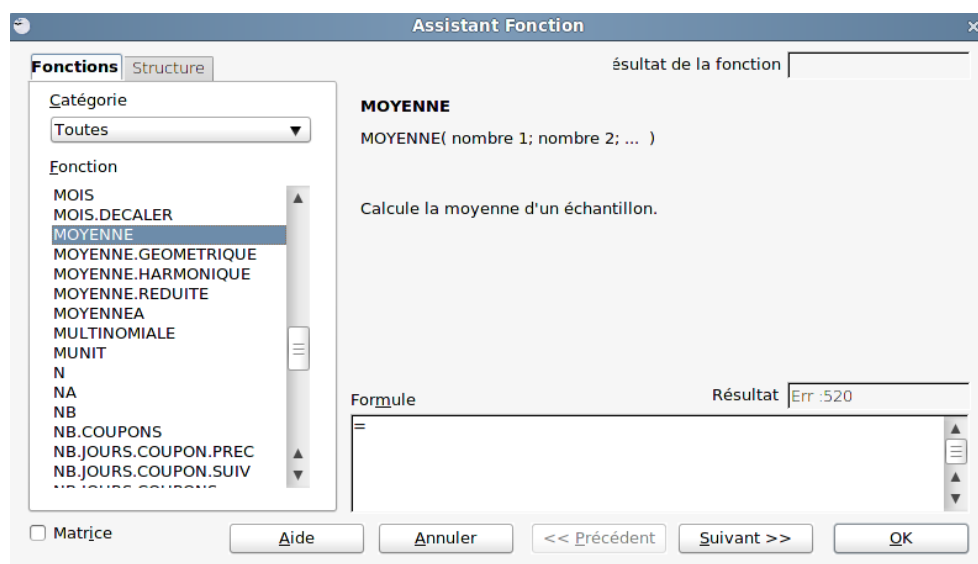 Assistant Fonction
Fonctions Structure
ésultat de la fonction
Catégorie
Toutes
Fonction
MOIS
MOIS.DECALER
MOYENNE
MOYENNE.GEOMETRIQUE
MOYENNE.HARMONIQUE
MOYENNE.REDUITE
MOYENNEA
MULTINOMIALE
MUNIT
N
NA
NB
NB.COUPONS
NB.JOURS.COUPON.PREC
NB.JOURS.COUPON.SUIV
MOYENNE
MOYENNE( nombre 1; nombre 2; ... )
Calcule la moyenne d'un échantillon.
Formule
Résultat Err :520
=
Matrice
Aide
Annuler
<< Précédent
Suivant >>
OK